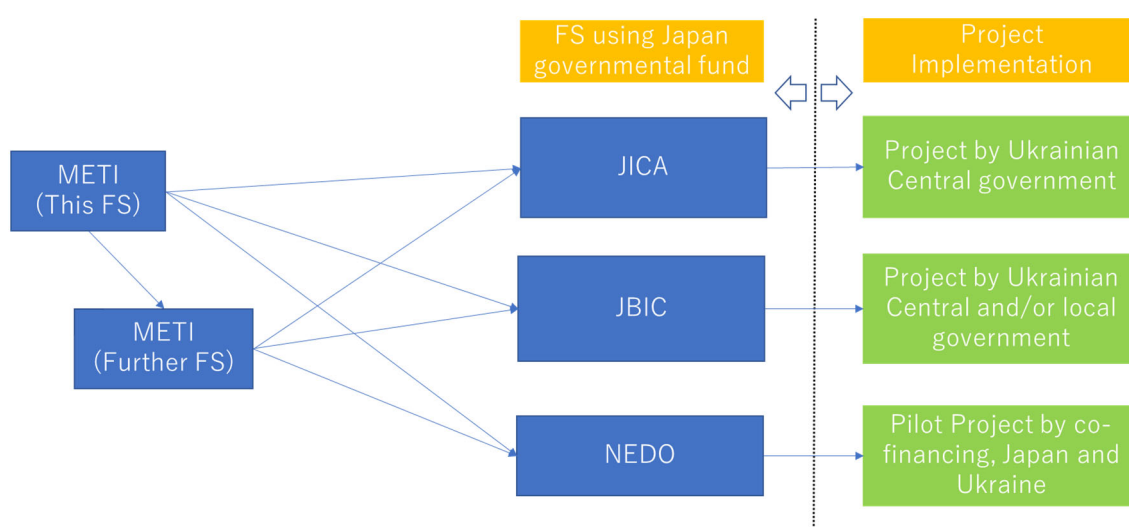 FS using Japan
governmental fund
Project
Implementation
METI
(This FS)
METI
(Further FS)
JICA
JBIC
NEDO
Project by Ukrainian
Central government
Project by Ukrainian
Central and/or local
government
Pilot Project by co-
financing, Japan and
Ukraine